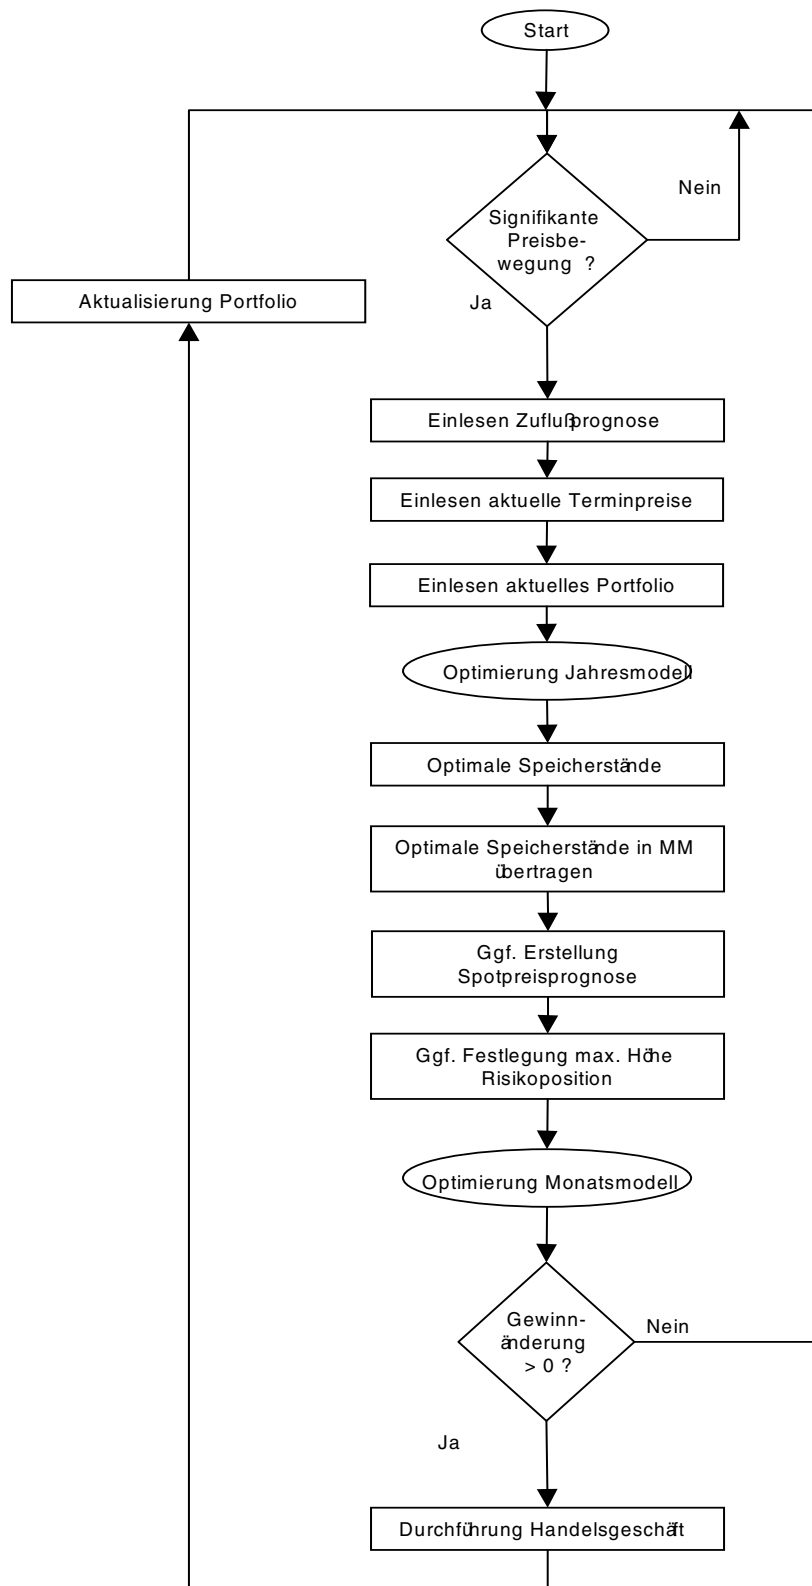 Start
Nein
Signifikante
Preisbe-
wegung ?
Ja
Aktualisierung Portfolio
Einlesen Zuflußprognose
Einlesen aktuelle Terminpreise
Einlesen aktuelles Portfolio
Optimierung Jahresmodell
Optimale Speicherstände
Optimale Speicherstände in MM
übertragen
Ggf. Erstellung
Spotpreisprognose
Ggf. Festlegung max. Höhe
Risikoposition
Optimierung Monatsmodell
Gewinn-
änderung
> 0 ?
Nein
Ja
Durchführung Handelsgeschäft